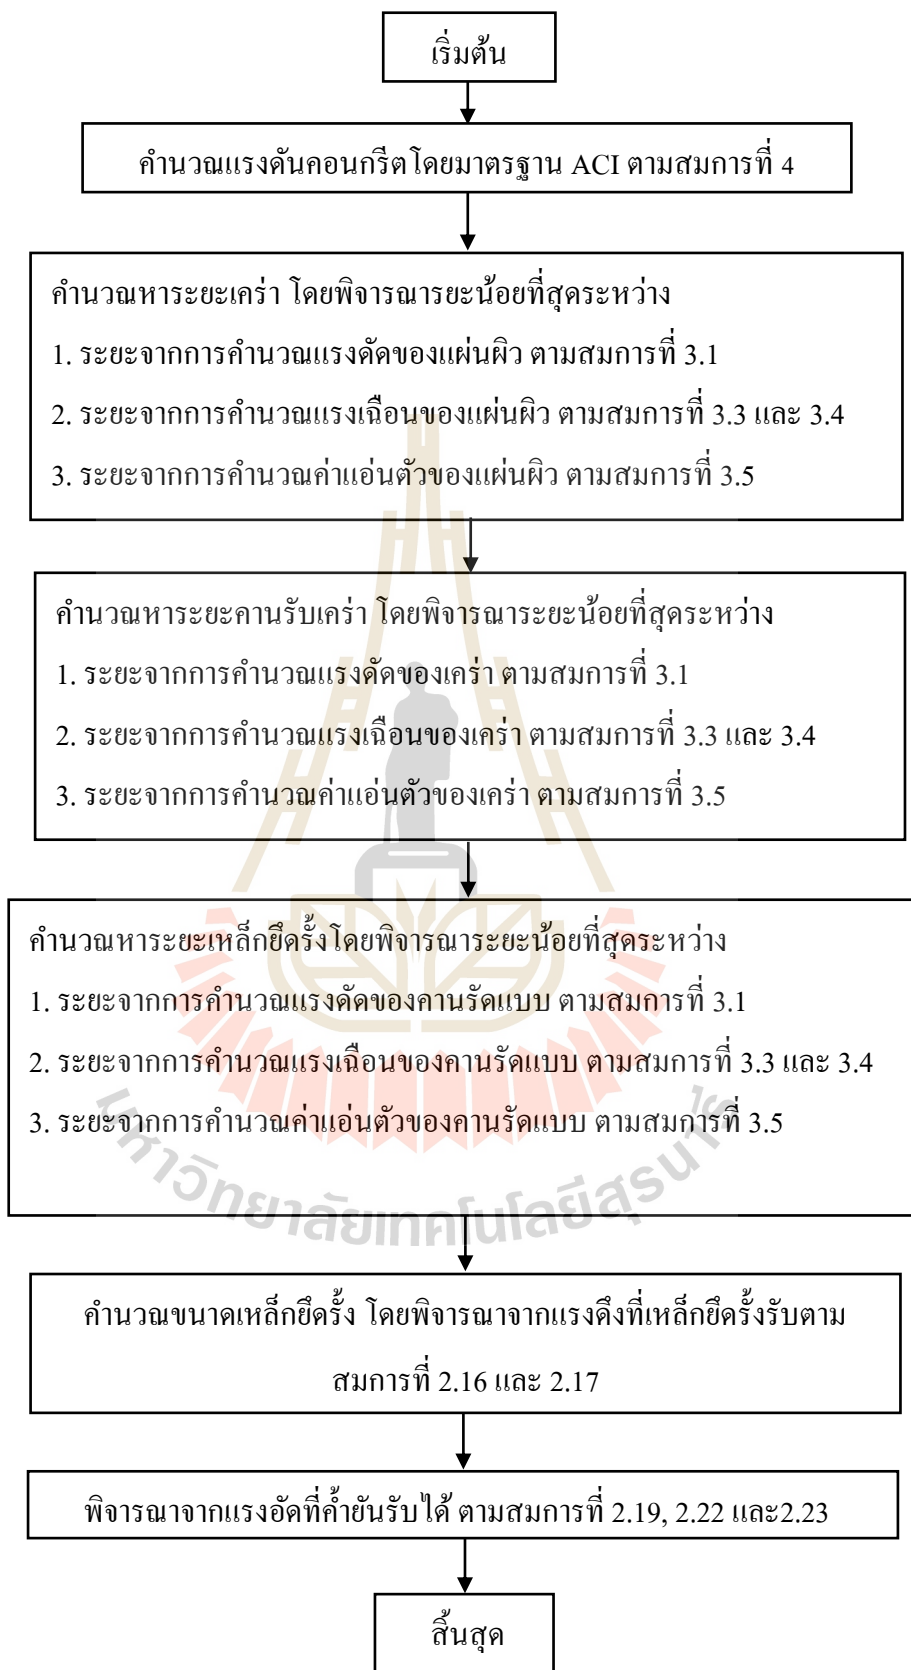 เริ่มต้น
คำนวณแรงดันคอนกรีตโดยมาตรฐาน ACI ตามสมการที่ 4
คำนวณหาระยะเคร่า โดยพิจารณารยะน้อยที่สุดระหว่าง
1. ระยะจากการคำนวณแรงดัดของแผ่นผิว ตามสมการที่ 3.1
2. ระยะจากการคำนวณแรงเฉือนของแผ่นผิว ตามสมการที่ 3.3 และ 3.4
3. ระยะจากการคำนวณค่าแอ่นตัวของแผ่นผิว ตามสมการที่ 3.5
คำนวณหาระยะคานรับเคร่า โดยพิจารณาระยะน้อยที่สุดระหว่าง
1. ระยะจากการคำนวณแรงดัดของเคร่า ตามสมการที่ 3.1
2. ระยะจากการคำนวณแรงเฉือนของเคร่า ตามสมการที่ 3.3 และ 3.4
3. ระยะจากการคำนวณค่าแอ่นตัวของเคร่า ตามสมการที่ 3.5
คำนวณหาระยะเหล็กยึดรั้งโดยพิจารณาระยะน้อยที่สุดระหว่าง
1. ระยะจากการคำนวณแรงดัดของคานรัดแบบ ตามสมการที่ 3.1
2. ระยะจากการคำนวณแรงเฉือนของคานรัดแบบ ตามสมการที่ 3.3 และ 3.4
3. ระยะจากการคำนวณค่าแอ่นตัวของคานรัดแบบ ตามสมการที่ 3.5
มหาวิทยาลัยเทคโนโลยีสุรนารี
คำนวณขนาดเหล็กยึดรั้ง โดยพิจารณาจากแรงดึงที่เหล็กยึดรั้งรับตาม
สมการที่ 2.16 และ 2.17
พิจารณาจากแรงอัดที่ค้ำยันรับได้ ตามสมการที่ 2.19, 2.22 และ2.23
สิ้นสุด